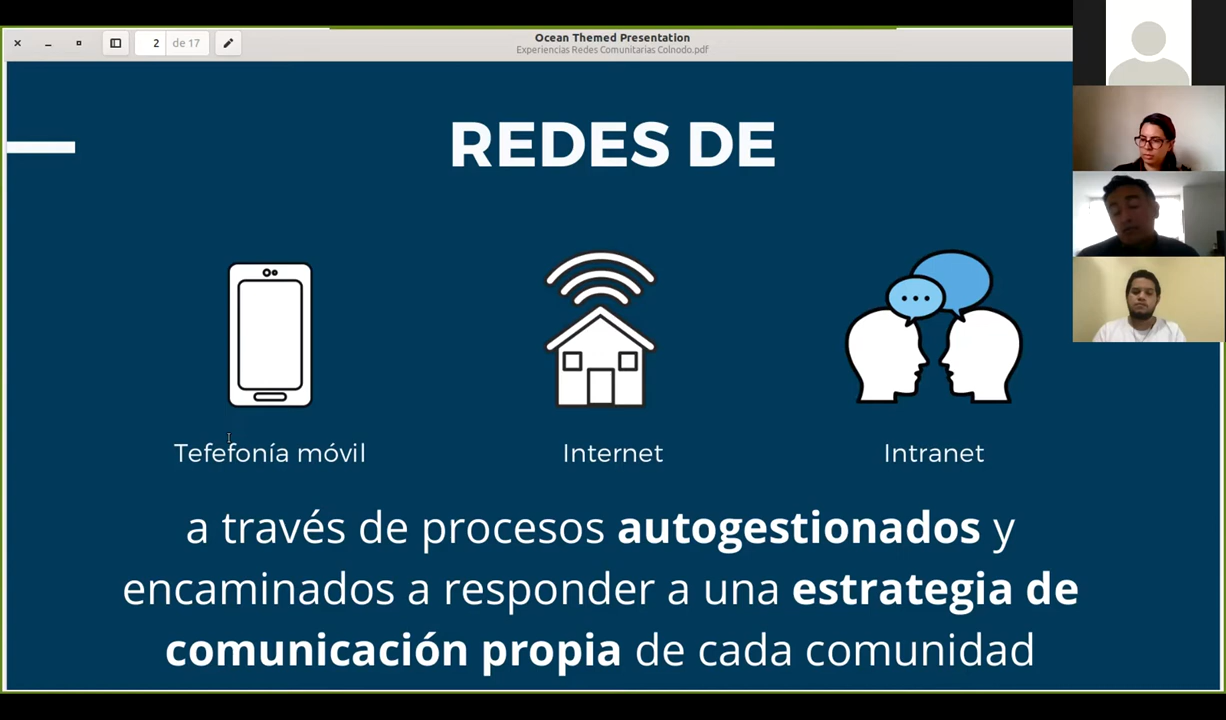 2 de 17
Ocean Themed Presentation
Experiencias Redes Comunitarias Colnodo.pdf
REDES DE
Tefefonía móvil
Internet
Intranet
a través de procesos autogestionados y
encaminados a responder a una estrategia de
comunicación propia de cada comunidad